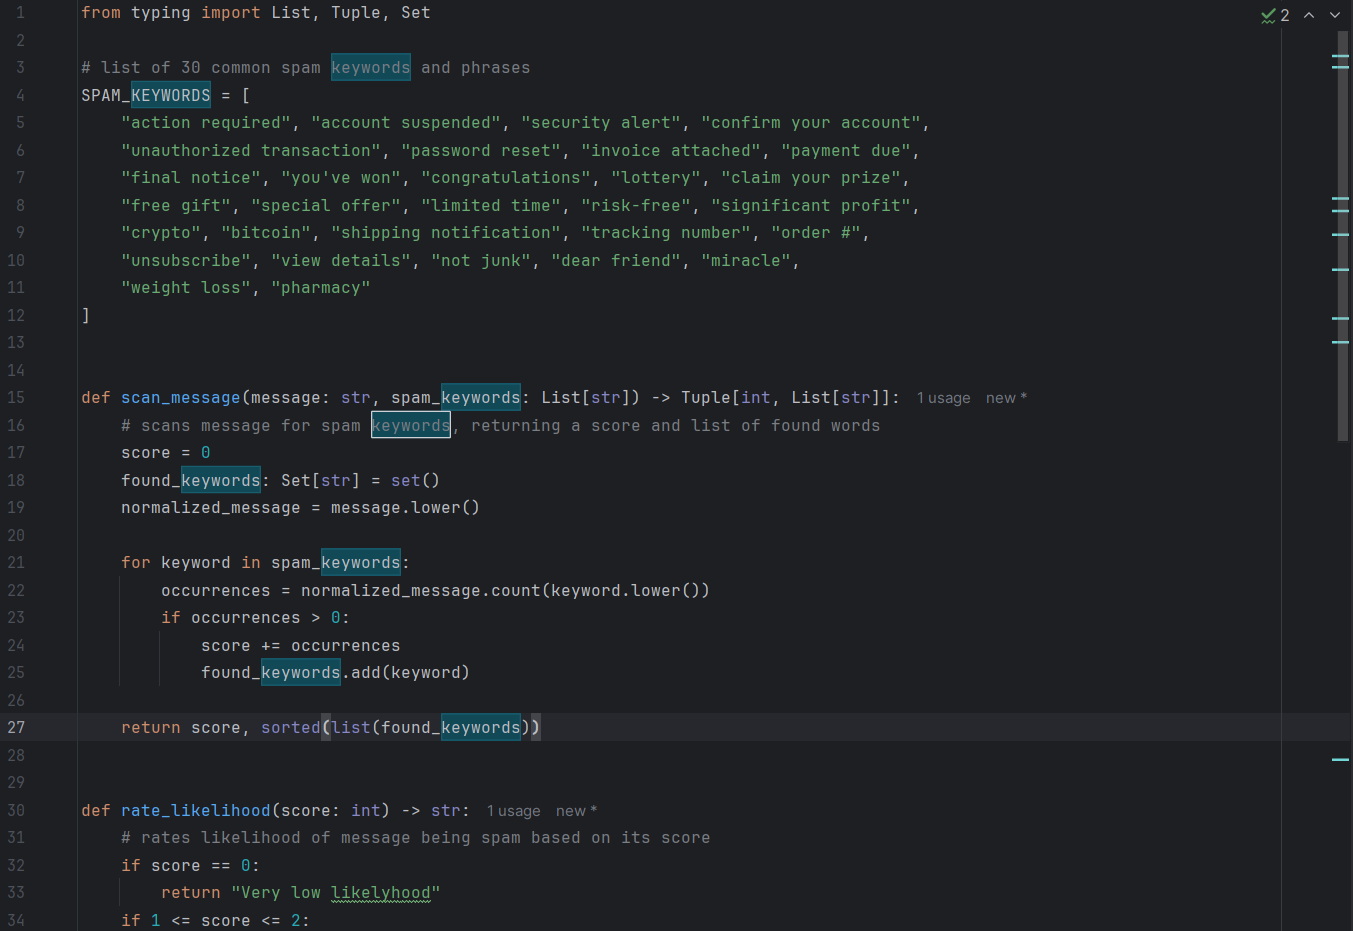 1 from typing import List, Tuple, Set 2
2
3 # list of 30 common spam keywords and phrases
4 SPAM_KEYWORDS = [
5     "action required", "account suspended", "security alert", "confirm your account",
6     "unauthorized transaction", "password reset", "invoice attached", "payment due",
7     "final notice", "you've won", "congratulations", "lottery", "claim your prize",
8     "free gift", "special offer", "limited time", "risk-free", "significant profit",
9     "crypto", "bitcoin", "shipping notification", "tracking number", "order #",
10     "unsubscribe", "view details", "not junk", "dear friend", "miracle",
11     "weight loss", "pharmacy"
12 ]
13
14
15 def scan_message(message: str, spam_keywords: List[str]) -> Tuple[int, List[str]]: 1 usage new *
16     # scans message for spam keywords, returning a score and list of found words
17     score = 0
18     found_keywords: Set[str] = set()
19     normalized_message = message.lower()
20
21     for keyword in spam_keywords:
22         occurrences = normalized_message.count(keyword.lower())
23         if occurrences > 0:
24             score += occurrences
25             found_keywords.add(keyword)
26
27     return score, sorted(list(found_keywords))
28
29
30 def rate_likelihood(score: int) -> str: 1 usage new *
31     # rates likelihood of message being spam based on its score
32     if score == 0:
33         return "Very low likelyhood"
34     if 1 <= score <= 2: